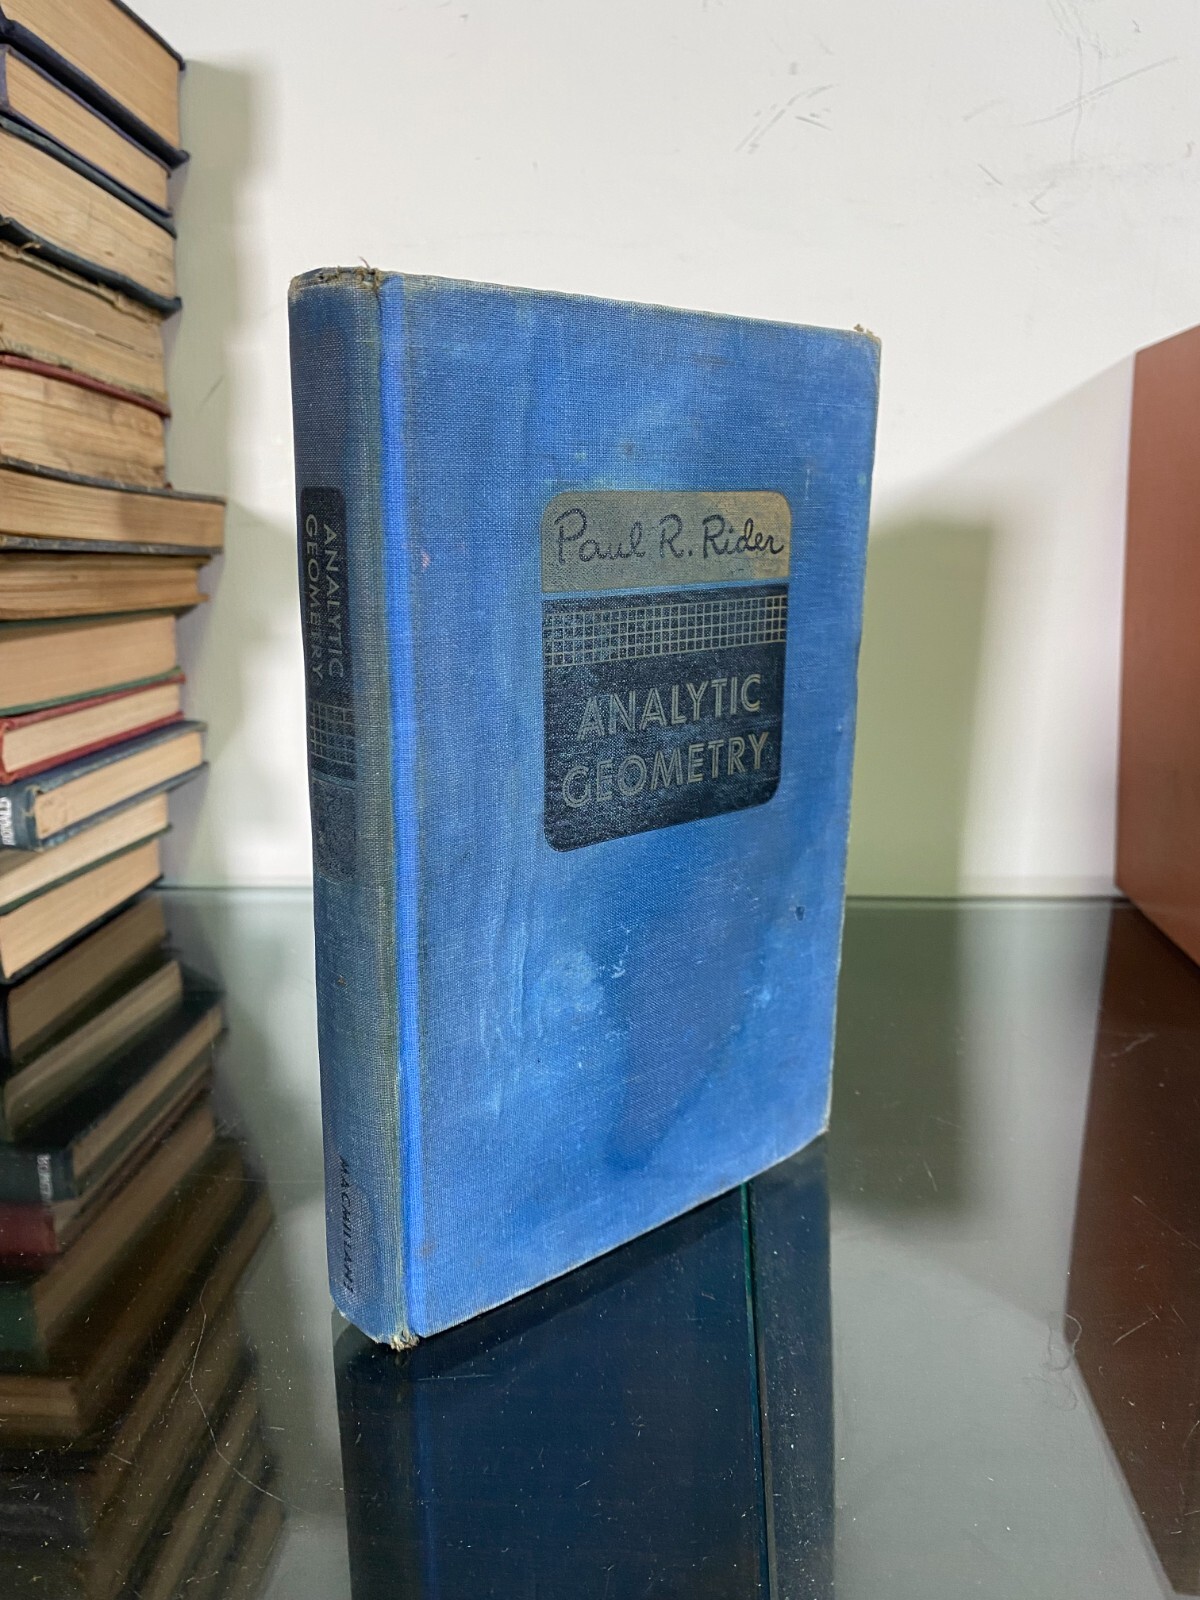 Paul R. Rider
ANALYTIC
GEOMETRY
ANALYTIC
GEOMETRY
MACMILLAN